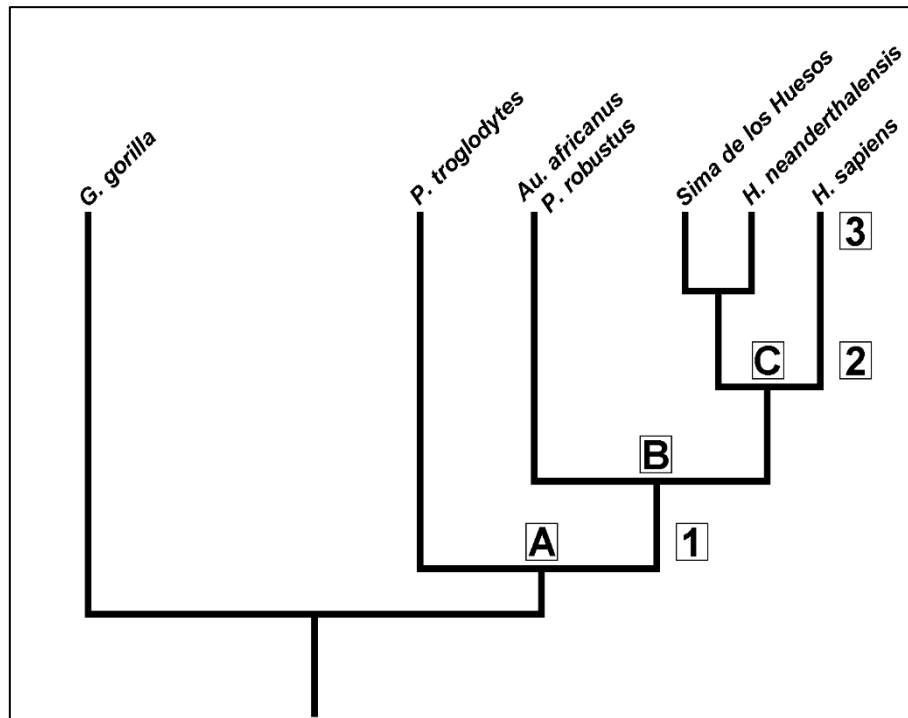 G. gorilla
P. troglodytes
Au. africanus
P. robustus
Sima de los Huesos
H. neanderthalensis
H. sapiens
3
C
2
B
A
1